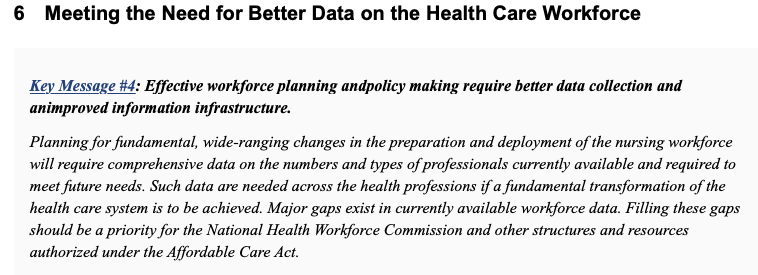 6 Meeting the Need for Better Data on the Health Care Workforce
Key Message #4: Effective workforce planning andpolicy making require better data collection and
animproved information infrastructure.
Planning for fundamental, wide-ranging changes in the preparation and deployment of the nursing workforce
will require comprehensive data on the numbers and types of professionals currently available and required to
meet future needs. Such data are needed across the health professions if a fundamental transformation of the
health care system is to be achieved. Major gaps exist in currently available workforce data. Filling these gaps
should be a priority for the National Health Workforce Commission and other structures and resources
authorized under the Affordable Care Act.